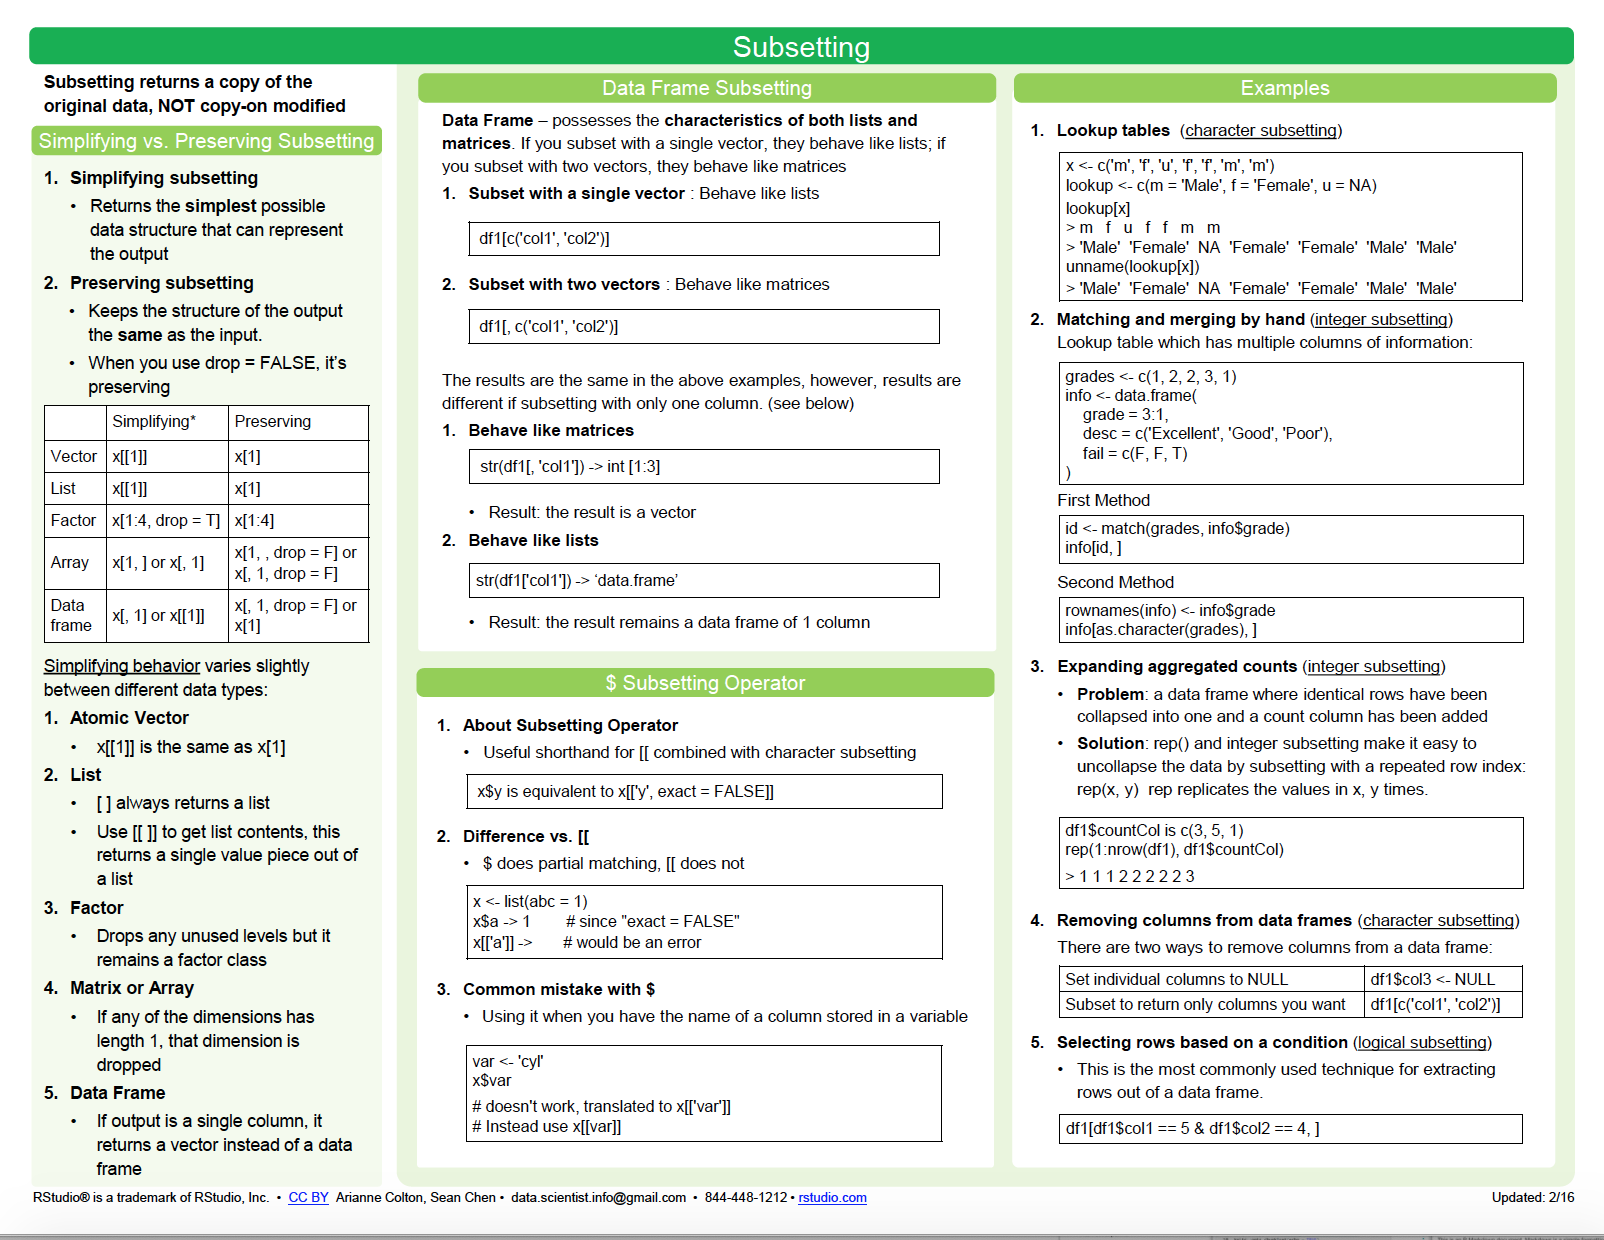 Subsetting
Subsetting returns a copy of the
original data, NOT copy-on modified
Simplifying vs. Preserving Subsetting
1. Simplifying subsetting
• Returns the simplest possible
data structure that can represent
the output
2. Preserving subsetting
• Keeps the structure of the output
the same as the input.
• When you use drop = FALSE, it's
preserving
Simplifying* Preserving
Vector x[[1]] x[1]
List x[[1]] x[1]
Factor x[1:4, drop = T] x[1:4]
Array x[1, ] or x[, 1] x[1, , drop = F] or
x[, 1, drop = F]
Data
frame x[, 1] or x[[1]] x[, 1, drop = F] or
x[1]
Simplifying behavior varies slightly
between different data types:
1. Atomic Vector
• x[[1]] is the same as x[1]
2. List
• [ ] always returns a list
• Use [[ ]] to get list contents, this
returns a single value piece out of
a list
3. Factor
• Drops any unused levels but it
remains a factor class
4. Matrix or Array
• If any of the dimensions has
length 1, that dimension is
dropped
5. Data Frame
• If output is a single column, it
returns a vector instead of a data
frame
Data Frame Subsetting
Data Frame – possesses the characteristics of both lists and
matrices. If you subset with a single vector, they behave like lists; if
you subset with two vectors, they behave like matrices
1. Subset with a single vector : Behave like lists
df1[c('col1', 'col2')]
2. Subset with two vectors : Behave like matrices
df1[, c('col1', 'col2')]
The results are the same in the above examples, however, results are
different if subsetting with only one column. (see below)
1. Behave like matrices
str(df1[, 'col1']) -> int [1:3]
• Result: the result is a vector
2. Behave like lists
str(df1['col1']) -> ‘data.frame’
• Result: the result remains a data frame of 1 column
$ Subsetting Operator
1. About Subsetting Operator
• Useful shorthand for [[ combined with character subsetting
x$y is equivalent to x[['y', exact = FALSE]]
2. Difference vs. [[
• $ does partial matching, [[ does not
x <- list(abc = 1)
x$a -> 1 # since "exact = FALSE"
x[['a']] -> # would be an error
3. Common mistake with $
• Using it when you have the name of a column stored in a variable
var <- 'cyl'
x$var
# doesn't work, translated to x[['var']]
# Instead use x[[var]]
Examples
1. Lookup tables (character subsetting)
x <- c('m', 'f', 'u', 'f', 'f', 'm', 'm')
lookup <- c(m = 'Male', f = 'Female', u = NA)
lookup[x]
> m f u f f m m
> 'Male' 'Female' NA 'Female' 'Female' 'Male' 'Male'
unname(lookup[x])
> 'Male' 'Female' NA 'Female' 'Female' 'Male' 'Male'
2. Matching and merging by hand (integer subsetting)
Lookup table which has multiple columns of information:
grades <- c(1, 2, 2, 3, 1)
info <- data.frame(
grade = 3:1,
desc = c('Excellent', 'Good', 'Poor'),
fail = c(F, F, T)
)
First Method
id <- match(grades, info$grade)
info[id, ]
Second Method
rownames(info) <- info$grade
info[as.character(grades), ]
3. Expanding aggregated counts (integer subsetting)
• Problem: a data frame where identical rows have been
collapsed into one and a count column has been added
• Solution: rep() and integer subsetting make it easy to
uncollapse the data by subsetting with a repeated row index:
rep(x, y) rep replicates the values in x, y times.
df1$countCol is c(3, 5, 1)
rep(1:nrow(df1), df1$countCol)
> 1 1 1 2 2 2 2 2 3
4. Removing columns from data frames (character subsetting)
There are two ways to remove columns from a data frame:
Set individual columns to NULL df1$col3 <- NULL
Subset to return only columns you want df1[c('col1', 'col2')]
5. Selecting rows based on a condition (logical subsetting)
• This is the most commonly used technique for extracting
rows out of a data frame.
df1[df1$col1 == 5 & df1$col2 == 4, ]
RStudio® is a trademark of RStudio, Inc. • CC BY Arianne Colton, Sean Chen • data.scientist.info@gmail.com • 844-448-1212 • rstudio.com
Updated: 2/16